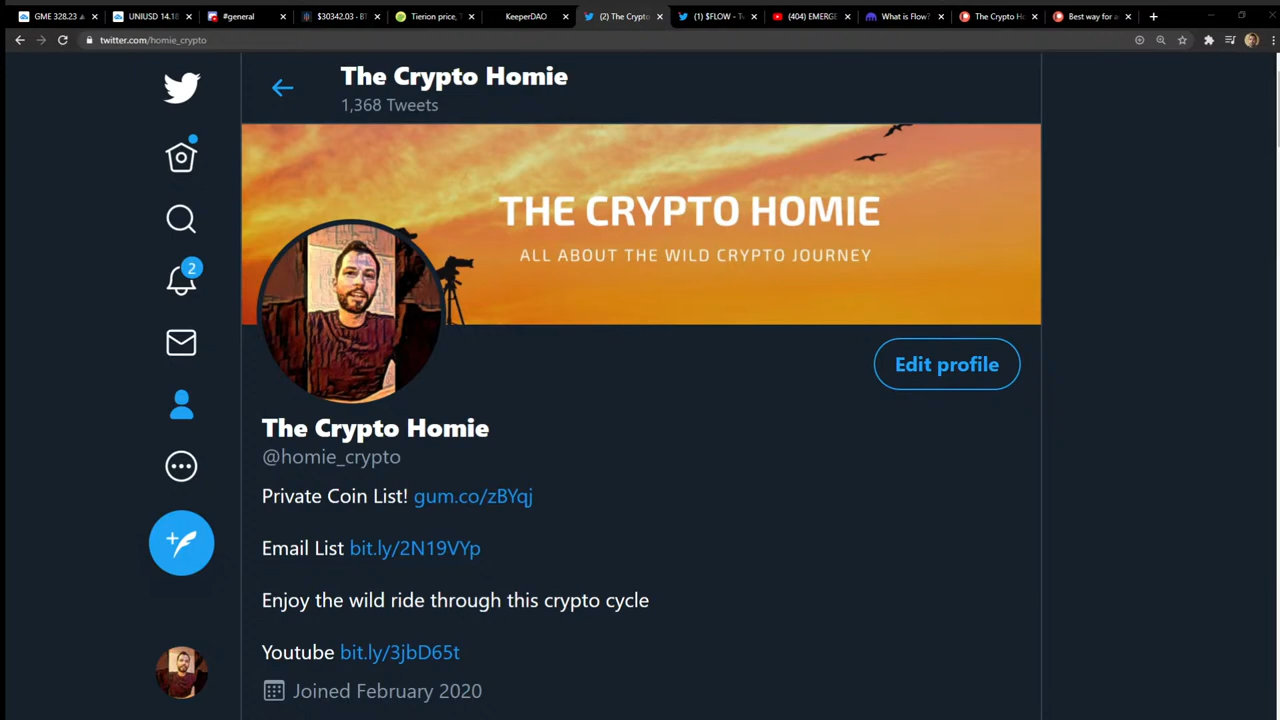 GME 328.23
UNIUSD 14.18
#general
$30342.03 - B
Tierion price,
KeeperDAO
(2) The Crypto
(1) $FLOW -
(404) EMERGE
What is Flow?
The Crypto Ho
Best way for a
twitter.com/homie_crypto
The Crypto Homie
1,368 Tweets
THE CRYPTO HOMIE
ALL ABOUT THE WILD CRYPTO JOURNEY
2
Edit profile
The Crypto Homie
@homie_crypto
Private Coin List! gum.co/zBYqj
Email List bit.ly/2N19VYp
Enjoy the wild ride through this crypto cycle
Youtube bit.ly/3jbD65t
Joined February 2020